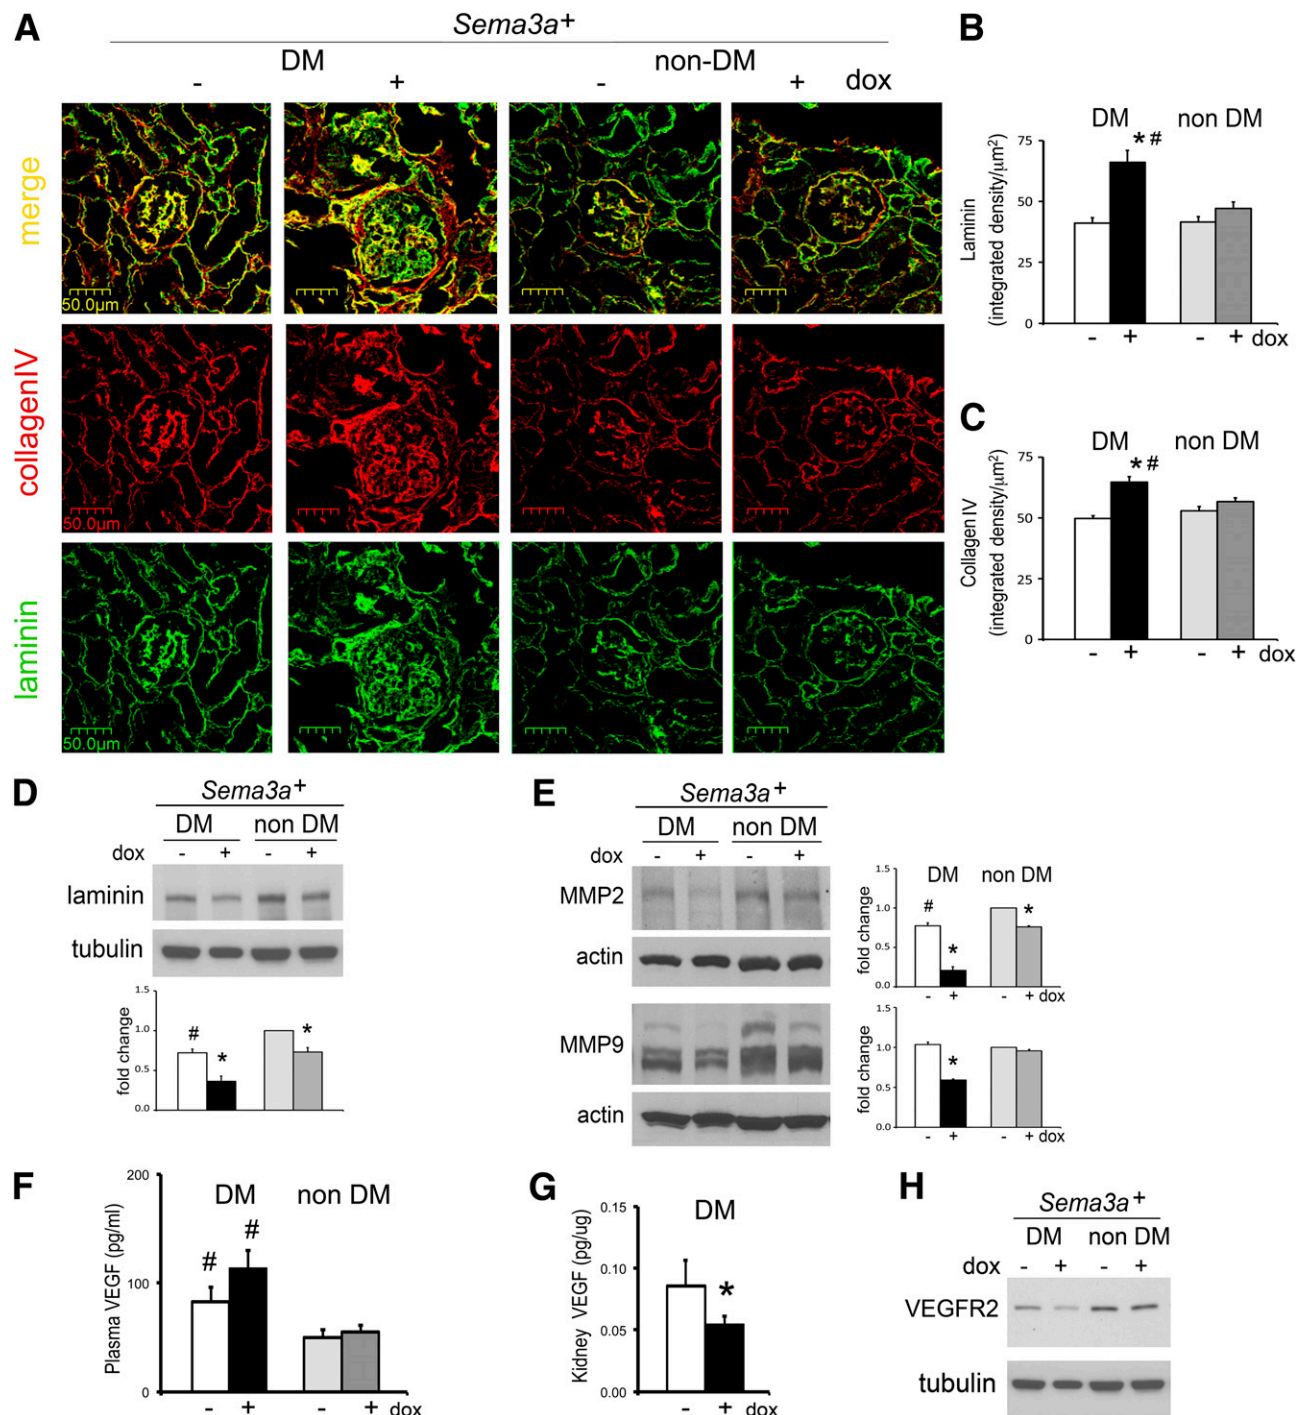 A
Sema3a+
DM non-DM
- + - + dox
merge
50.0µm
collagenIV
50.0µm
laminin
50.0µm
B
DM non DM
*#
Laminin
(integrated density/µm2)
75
50
25
0
- + - + dox
C
DM non DM
*#
Collagen IV
(integrated density/µm2)
75
50
25
0
- + - + dox
D
Sema3a+
DM non DM
dox - + - +
laminin
tubulin
fold change
1.5
1.0
0.5
0.0
# * *
E
Sema3a+
DM non DM
dox - + - +
MMP2
actin
MMP9
actin
DM non DM
fold change
1.5
1.0
0.5
0.0
# * *
- + - + dox
fold change
1.5
1.0
0.5
0.0
*
- + - + dox
F
DM non DM
Plasma VEGF (pg/ml)
200
100
0
# #
- + - + dox
G
DM
Kidney VEGF (pg/ug)
0.15
0.10
0.05
0.00
*
- + dox
H
Sema3a+
DM non DM
dox - + - +
VEGFR2
tubulin